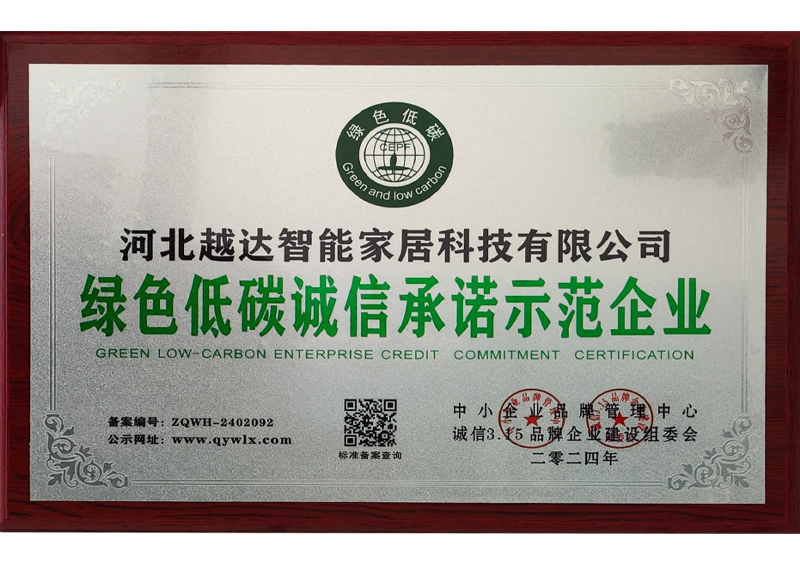 绿色低碳
CEPF
Green and low carbon
河北越达智能家居科技有限公司
绿色低碳诚信承诺示范企业
GREEN LOW-CARBON ENTERPRISE CREDIT COMMITMENT CERTIFICATION
备案编号：ZQWH-2402092
公示网址：www.qywlx.com
标准备案查询
中小企业品牌管理中心
诚信3.15品牌企业建设组委会
二零二四年